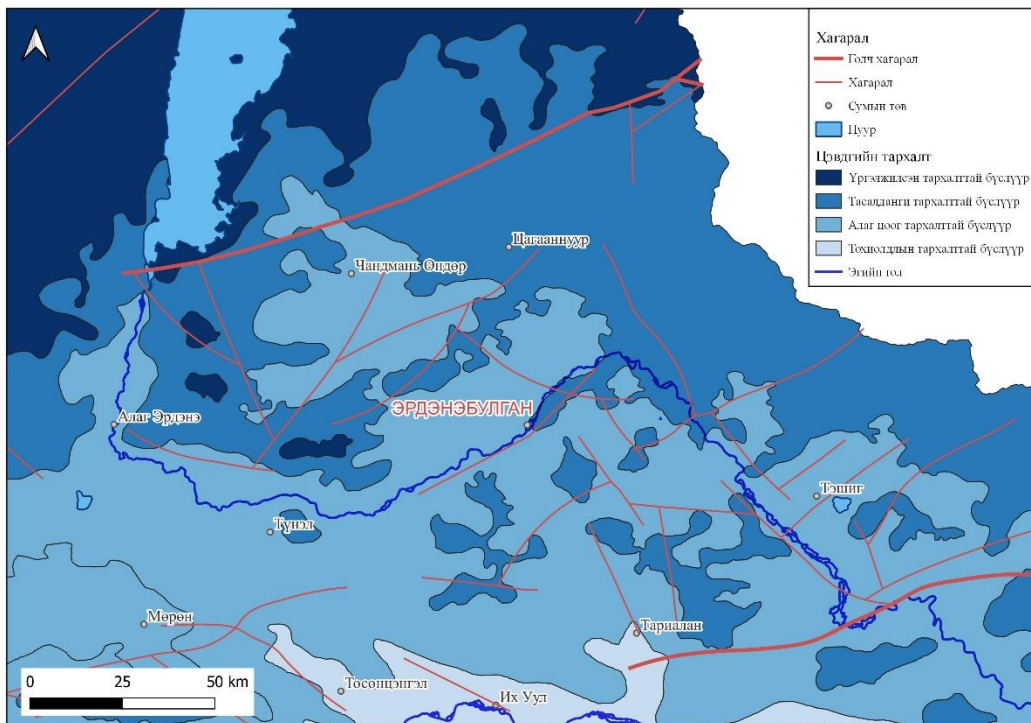 Хагарал
Голч хагарал
Хагарал
Сумын төв
Нуур
Цэвдгийн тархалт
Үргэлжилсэн тархалттай бүслүүр
Тасалданги тархалттай бүслүүр
Алаг цоог тархалттай бүслүүр
Тохиолдлын тархалттай бүслүүр
Эгийн гол
Цагааннуур
Чандмань Өндөр
ЭРДЭНЭБУЛГАН
Алаг Эрдэнэ
Тэшиг
Түнэл
Мөрөн
Тариалан
Тосонцэнгэл
Их Уул
0 25 50 km